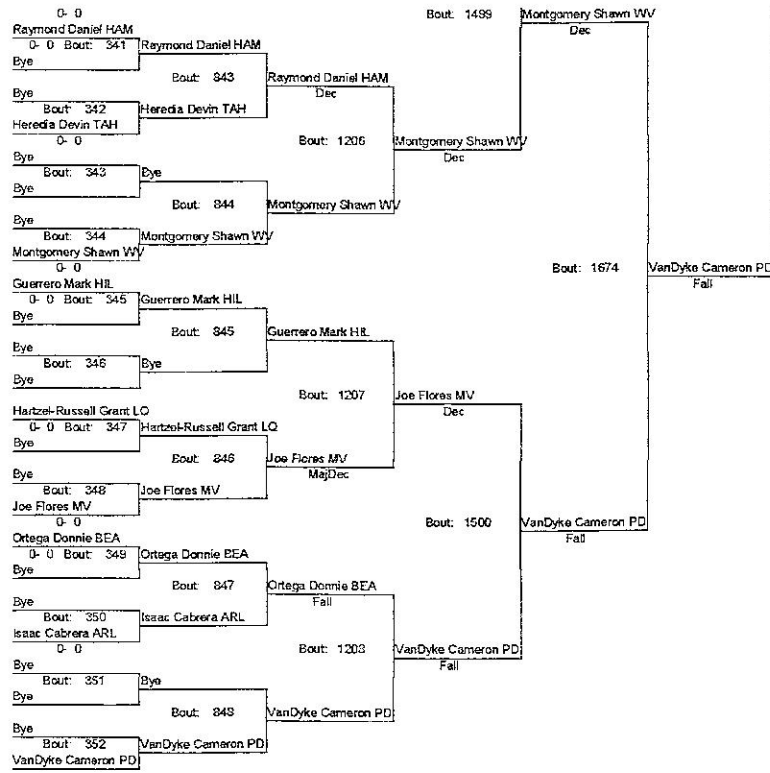 0- 0
Raymond Daniel HAM
0- 0 Bout: 341
Bye
Bye
Bout: 342
Heredia Devin TAH
0- 0
Bye
Bout: 343
Bye
Bye
Bout: 344
Montgomery Shawn WV
0- 0
Guerrero Mark HIL
0- 0 Bout: 345
Bye
Bye
Bout: 346
Bye
Hartzel-Russell Grant LQ
0- 0 Bout: 347
Bye
Bye
Bout: 348
Joe Flores MV
0- 0
Ortega Donnie BEA
0- 0 Bout: 349
Bye
Bye
Bout: 350
Isaac Cabrera ARL
0- 0
Bye
Bout: 351
Bye
Bye
Bout: 352
VanDyke Cameron PD
Raymond Daniel HAM
Bout: 843
Heredia Devin TAH
Bye
Bout: 844
Montgomery Shawn WV
Guerrero Mark HIL
Bout: 845
Bye
Hartzel-Russell Grant LQ
Bout: 846
Joe Flores MV
Ortega Donnie BEA
Bout: 847
Isaac Cabrera ARL
Bye
Bout: 848
VanDyke Cameron PD
Raymond Daniel HAM
Dec
Bout: 1206
Montgomery Shawn WV
Guerrero Mark HIL
Bout: 1207
Joe Flores MV
MajDec
Ortega Donnie BEA
Fall
Bout: 1208
VanDyke Cameron PD
Bout: 1499
Montgomery Shawn WV
Dec
Joe Flores MV
Dec
Bout: 1500
VanDyke Cameron PD
Fall
Montgomery Shawn WV
Dec
Bout: 1674
VanDyke Cameron PD
Fall
VanDyke Cameron PD
Fall